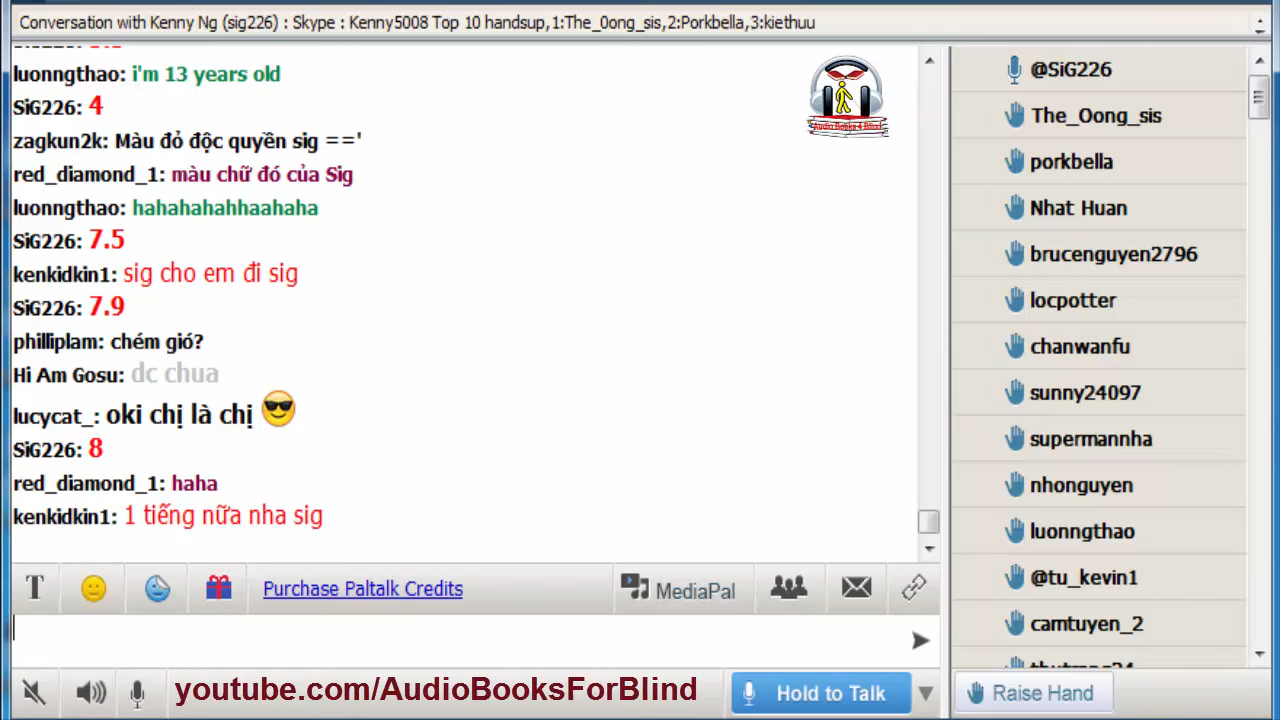 Conversation with Kenny Ng (sig226) : Skype : Kenny5008 Top 10 handsup,1:The_0ong_sis,2:Porkbella,3:kiethuu
luonngthao: i'm 13 years old
SiG226: 4
zagkun2k: Màu đỏ độc quyền sig =='
red_diamond_1: màu chữ đó của Sig
luonngthao: hahahahahhaahaha
SiG226: 7.5
kenkidkin1: sig cho em đi sig
SiG226: 7.9
philliplam: chém gió?
Hi Am Gosu: dc chua
lucycat_: oki chị là chị
SiG226: 8
red_diamond_1: haha
kenkidkin1: 1 tiếng nữa nha sig
Audio Books 4 Blind
@SiG226
The_Oong_sis
porkbella
Nhat Huan
brucenguyen2796
locpotter
chanwanfu
sunny24097
supermannha
nhonguyen
luonngthao
@tu_kevin1
camtuyen_2
T
Purchase Paltalk Credits
MediaPal
youtube.com/AudioBooksForBlind
Hold to Talk
Raise Hand